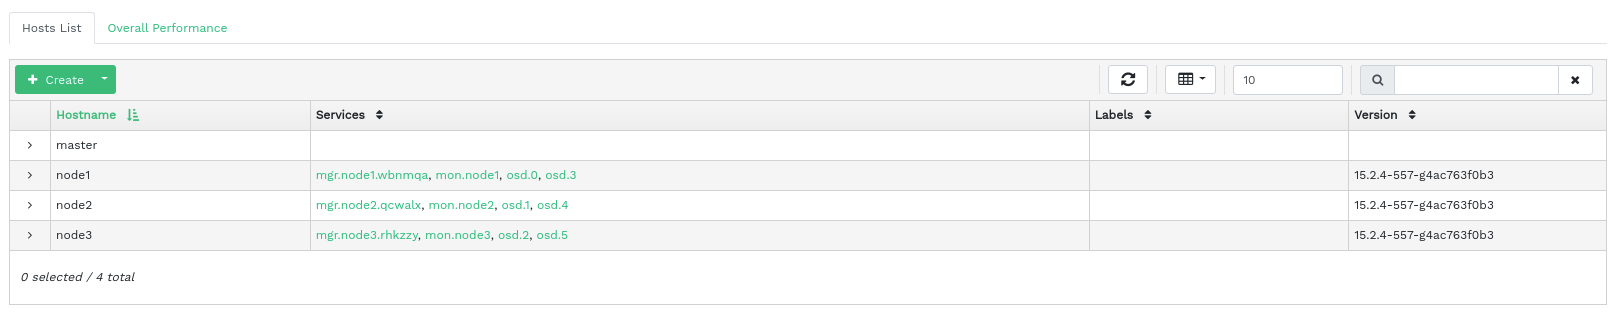 Hosts List Overall Performance
Create 10
Hostname Services Labels Version
master
node1 mgr.node1.wbnmqa, mon.node1, osd.0, osd.3 15.2.4-557-g4ac763f0b3
node2 mgr.node2.qcwalx, mon.node2, osd.1, osd.4 15.2.4-557-g4ac763f0b3
node3 mgr.node3.rhkzzy, mon.node3, osd.2, osd.5 15.2.4-557-g4ac763f0b3
0 selected / 4 total